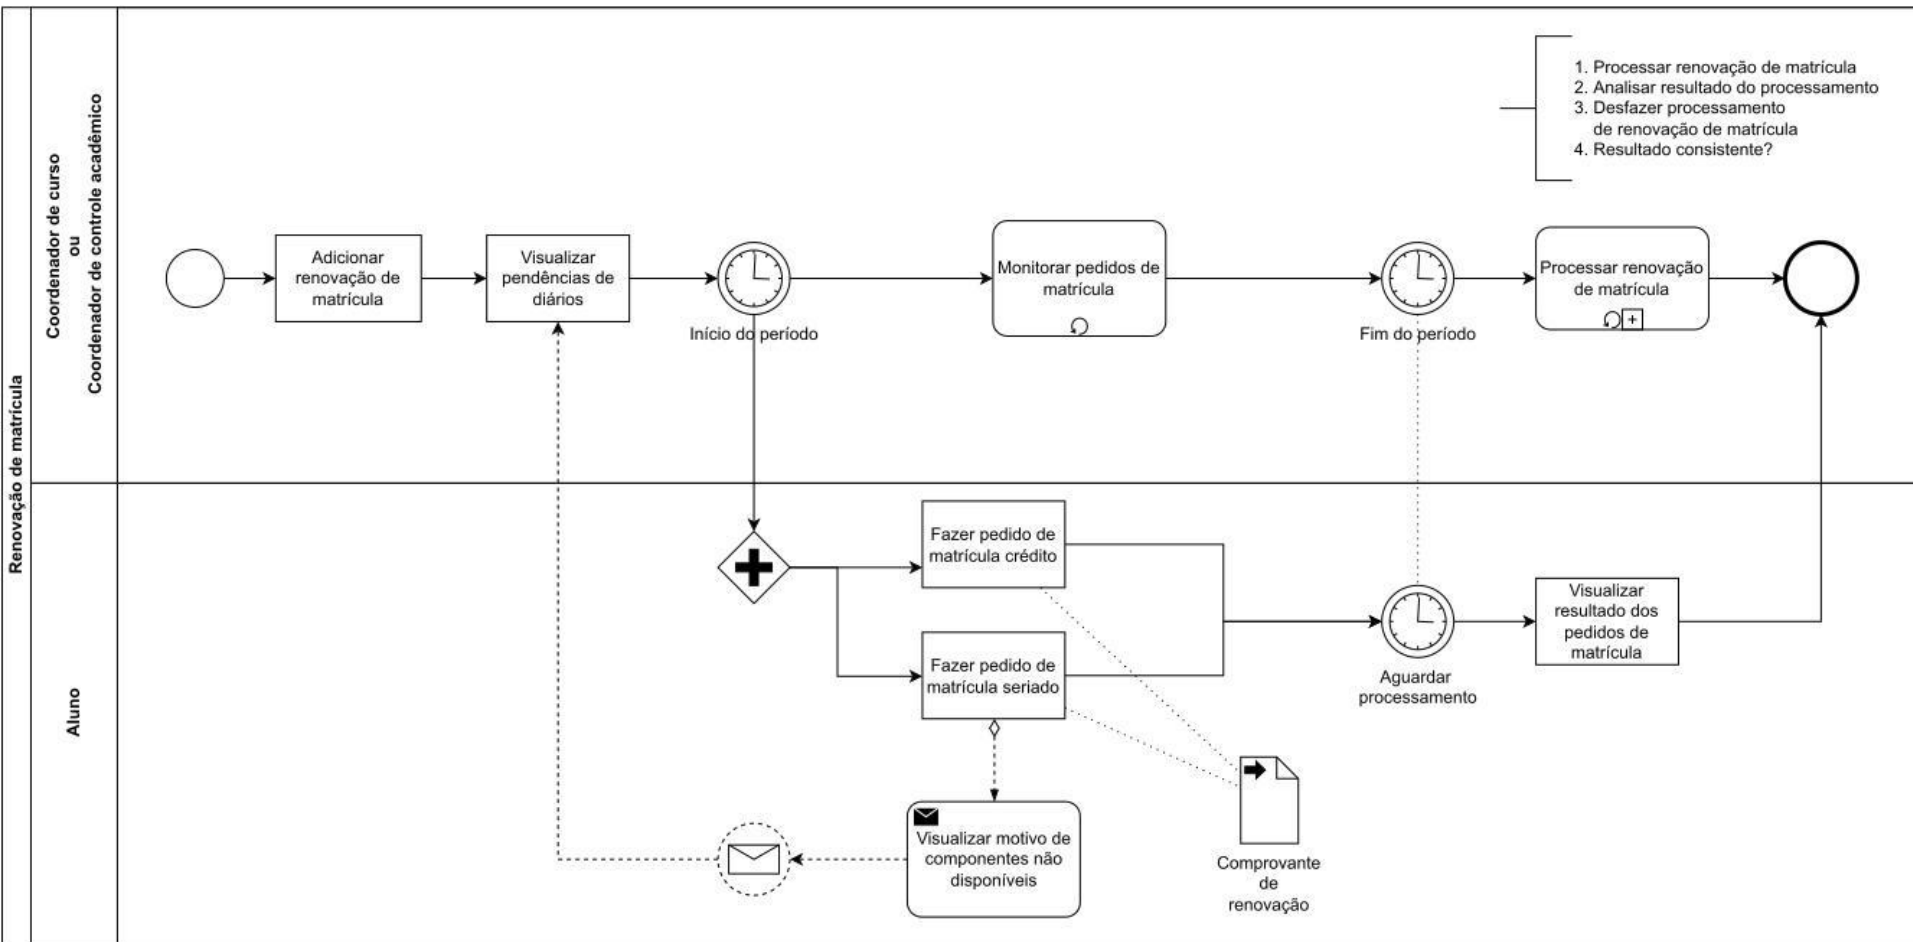 Renovação de matrícula
Coordenador de curso
ou
Coordenador de controle acadêmico
1. Processar renovação de matrícula
2. Analisar resultado do processamento
3. Desfazer processamento
de renovação de matrícula
4. Resultado consistente?
Adicionar
renovação de
matrícula
Visualizar
pendências de
diários
Início do período
Monitorar pedidos de
matrícula
Fim do período
Processar renovação
de matrícula
Aluno
Fazer pedido de
matrícula crédito
Fazer pedido de
matrícula seriado
Aguardar
processamento
Visualizar
resultado dos
pedidos de
matrícula
Visualizar motivo de
componentes não
disponíveis
Comprovante
de
renovação